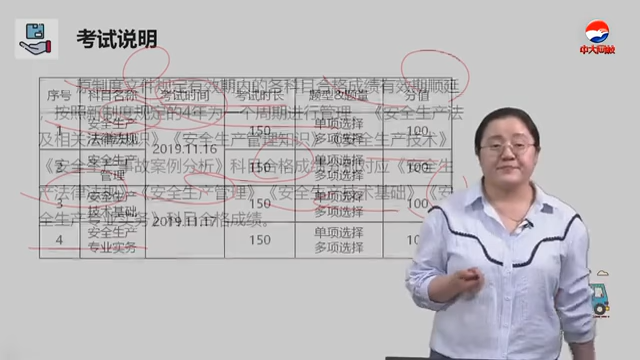 考试说明
中大网校
原制度文件规定有效期内的各科目合格成绩有效期顺延
，按照新制度规定的4年为一个周期进行管理。《安全生产法
及相关法律知识》《安全生产管理知识》《安全生产技术》
《安全生产事故案例分析》科目合格成绩分别对应《安全生
产法律法规》《安全生产管理》《安全生产技术基础》《安
全生产专业实务》科目合格成绩。
序号 科目名称 考试时间 考试时长 题型及题量 分值
1 安全生产法律法规 2019.11.16 150 单项选择 多项选择 100
2 安全生产管理 150 单项选择 多项选择 100
3 安全生产技术基础 2019.11.17 150 单项选择 多项选择 100
4 安全生产专业实务 150 单项选择 多项选择